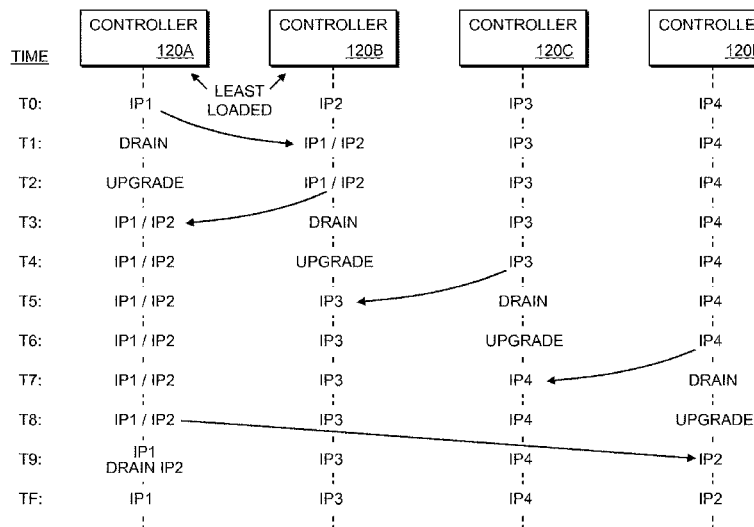 CONTROLLER CONTROLLER CONTROLLER CONTROLLER
120A 120B 120C
TIME
LEAST
LOADED
T0: IP1 IP2 IP3 IP4
T1: DRAIN IP1 / IP2 IP3 IP4
T2: UPGRADE IP1 / IP2 IP3 IP4
T3: IP1 / IP2 DRAIN IP3 IP4
T4: IP1 / IP2 UPGRADE IP3 IP4
T5: IP1 / IP2 IP3 DRAIN IP4
T6: IP1 / IP2 IP3 UPGRADE IP4
T7: IP1 / IP2 IP3 IP4 DRAIN
T8: IP1 / IP2 IP3 IP4 UPGRADE
T9: IP1 DRAIN IP2 IP3 IP4 IP2
TF: IP1 IP3 IP4 IP2